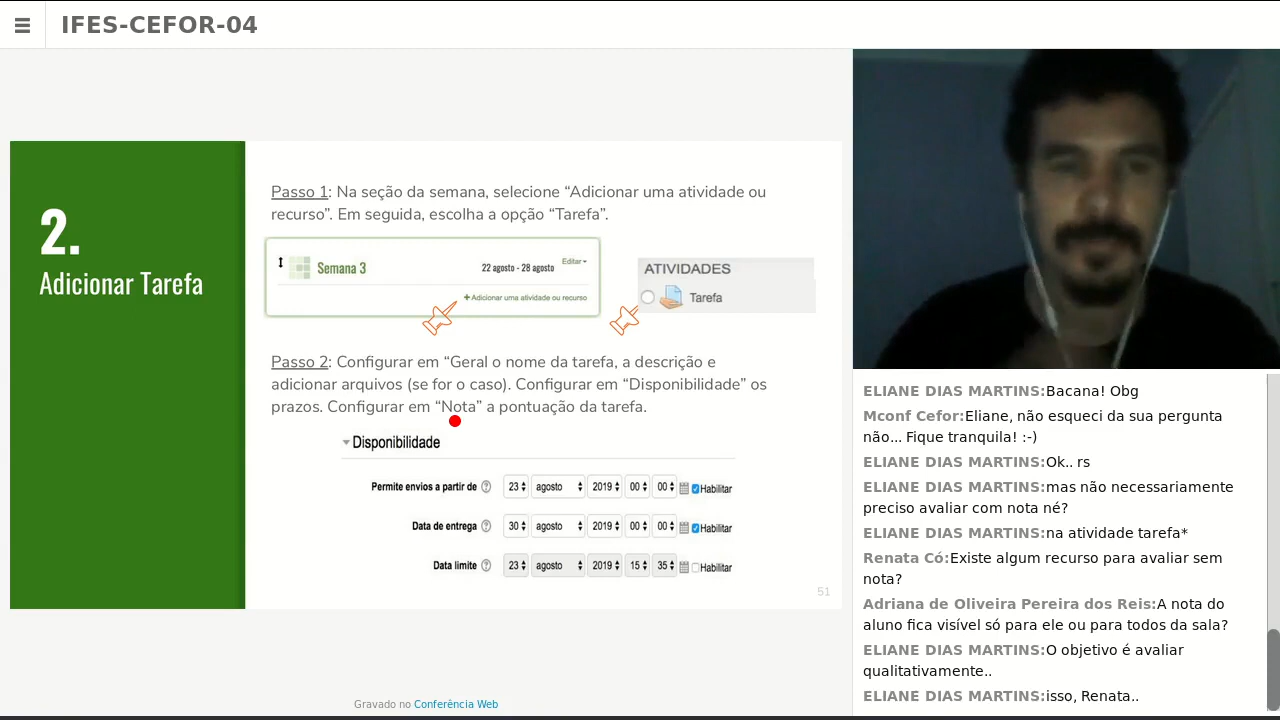 IFES-CEFOR-04
2.
Adicionar Tarefa
Passo 1: Na seção da semana, selecione “Adicionar uma atividade ou
recurso”. Em seguida, escolha a opção “Tarefa”.
Semana 3
22 agosto - 28 agosto
Editar
+ Adicionar uma atividade ou recurso
ATIVIDADES
Tarefa
Passo 2: Configurar em “Geral o nome da tarefa, a descrição e
adicionar arquivos (se for o caso). Configurar em “Disponibilidade” os
prazos. Configurar em “Nota” a pontuação da tarefa.
Disponibilidade
Permite envios a partir de ? 23 agosto 2019 00 00 Habilitar
Data de entrega ? 30 agosto 2019 00 00 Habilitar
Data limite ? 23 agosto 2019 15 35 Habilitar
51
Gravado no Conferência Web
ELIANE DIAS MARTINS:Bacana! Obg
Mconf Cefor:Eliane, não esqueci da sua pergunta
não... Fique tranquila! :-)
ELIANE DIAS MARTINS:Ok.. rs
ELIANE DIAS MARTINS:mas não necessariamente
preciso avaliar com nota né?
ELIANE DIAS MARTINS:na atividade tarefa*
Renata Có:Existe algum recurso para avaliar sem
nota?
Adriana de Oliveira Pereira dos Reis:A nota do
aluno fica visível só para ele ou para todos da sala?
ELIANE DIAS MARTINS:O objetivo é avaliar
qualitativamente..
ELIANE DIAS MARTINS:isso, Renata..